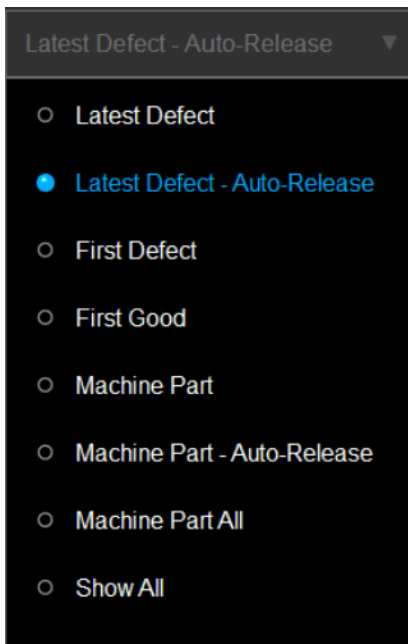 Latest Defect - Auto-Release
Latest Defect
Latest Defect - Auto-Release
First Defect
First Good
Machine Part
Machine Part - Auto-Release
Machine Part All
Show All